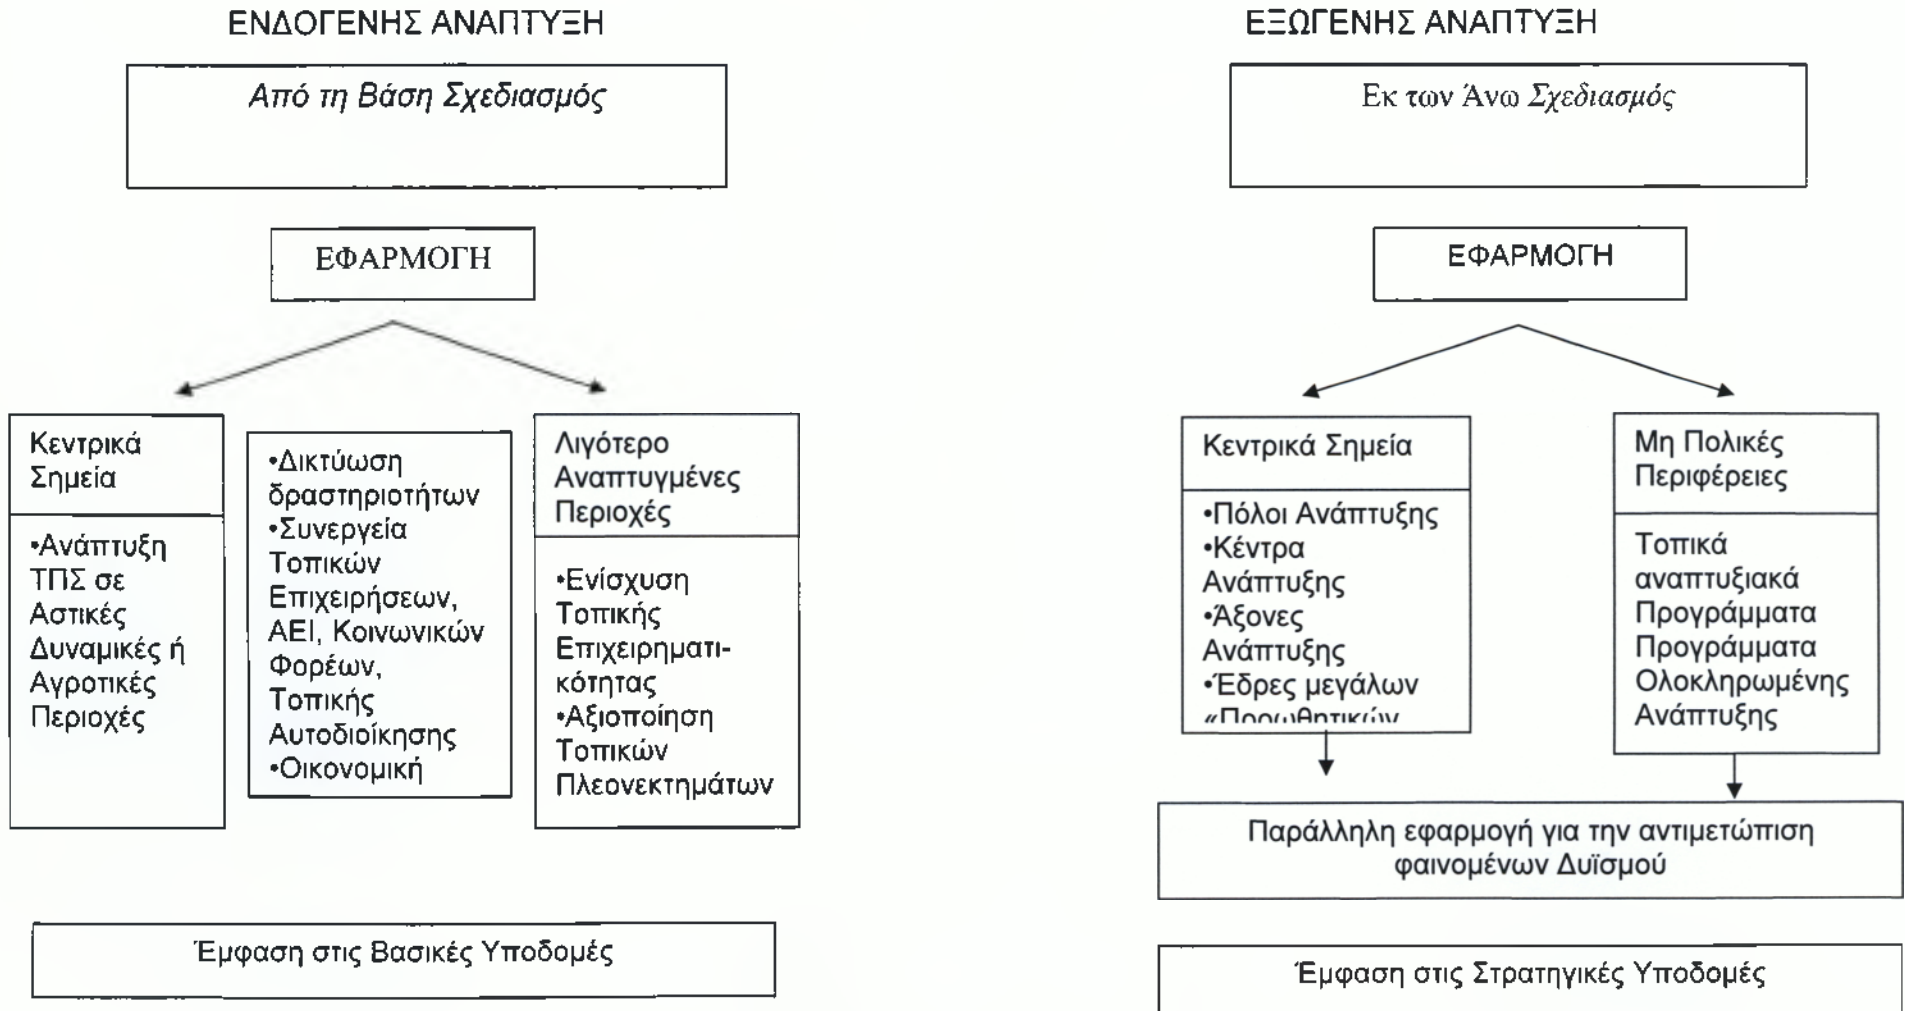 ΕΝΔΟΓΕΝΗΣ ΑΝΑΠΤΥΞΗ
Από τη Βάση Σχεδιασμός
ΕΦΑΡΜΟΓΗ
Κεντρικά
Σημεία
•Ανάπτυξη
ΤΠΣ σε
Αστικές
Δυναμικές ή
Αγροτικές
Περιοχές
•Δικτύωση
δραστηριοτήτων
•Συνεργεία
Τοπικών
Επιχειρήσεων,
ΑΕΙ, Κοινωνικών
Φορέων,
Τοπικής
Αυτοδιοίκησης
•Οικονομική
Λιγότερο
Αναπτυγμένες
Περιοχές
•Ενίσχυση
Τοπικής
Επιχειρηματι-
κότητας
•Αξιοποίηση
Τοπικών
Πλεονεκτημάτων
Έμφαση στις Βασικές Υποδομές
ΕΞΩΓΕΝΗΣ ΑΝΑΠΤΥΞΗ
Εκ των Άνω Σχεδιασμός
ΕΦΑΡΜΟΓΗ
Κεντρικά Σημεία
•Πόλοι Ανάπτυξης
•Κέντρα
Ανάπτυξης
•Άξονες
Ανάπτυξης
•Έδρες μεγάλων
«Προωθητικών
Μη Πολικές
Περιφέρειες
Τοπικά
αναπτυξιακά
Προγράμματα
Προγράμματα
Ολοκληρωμένης
Ανάπτυξης
Παράλληλη εφαρμογή για την αντιμετώπιση
φαινομένων Δυϊσμού
Έμφαση στις Στρατηγικές Υποδομές